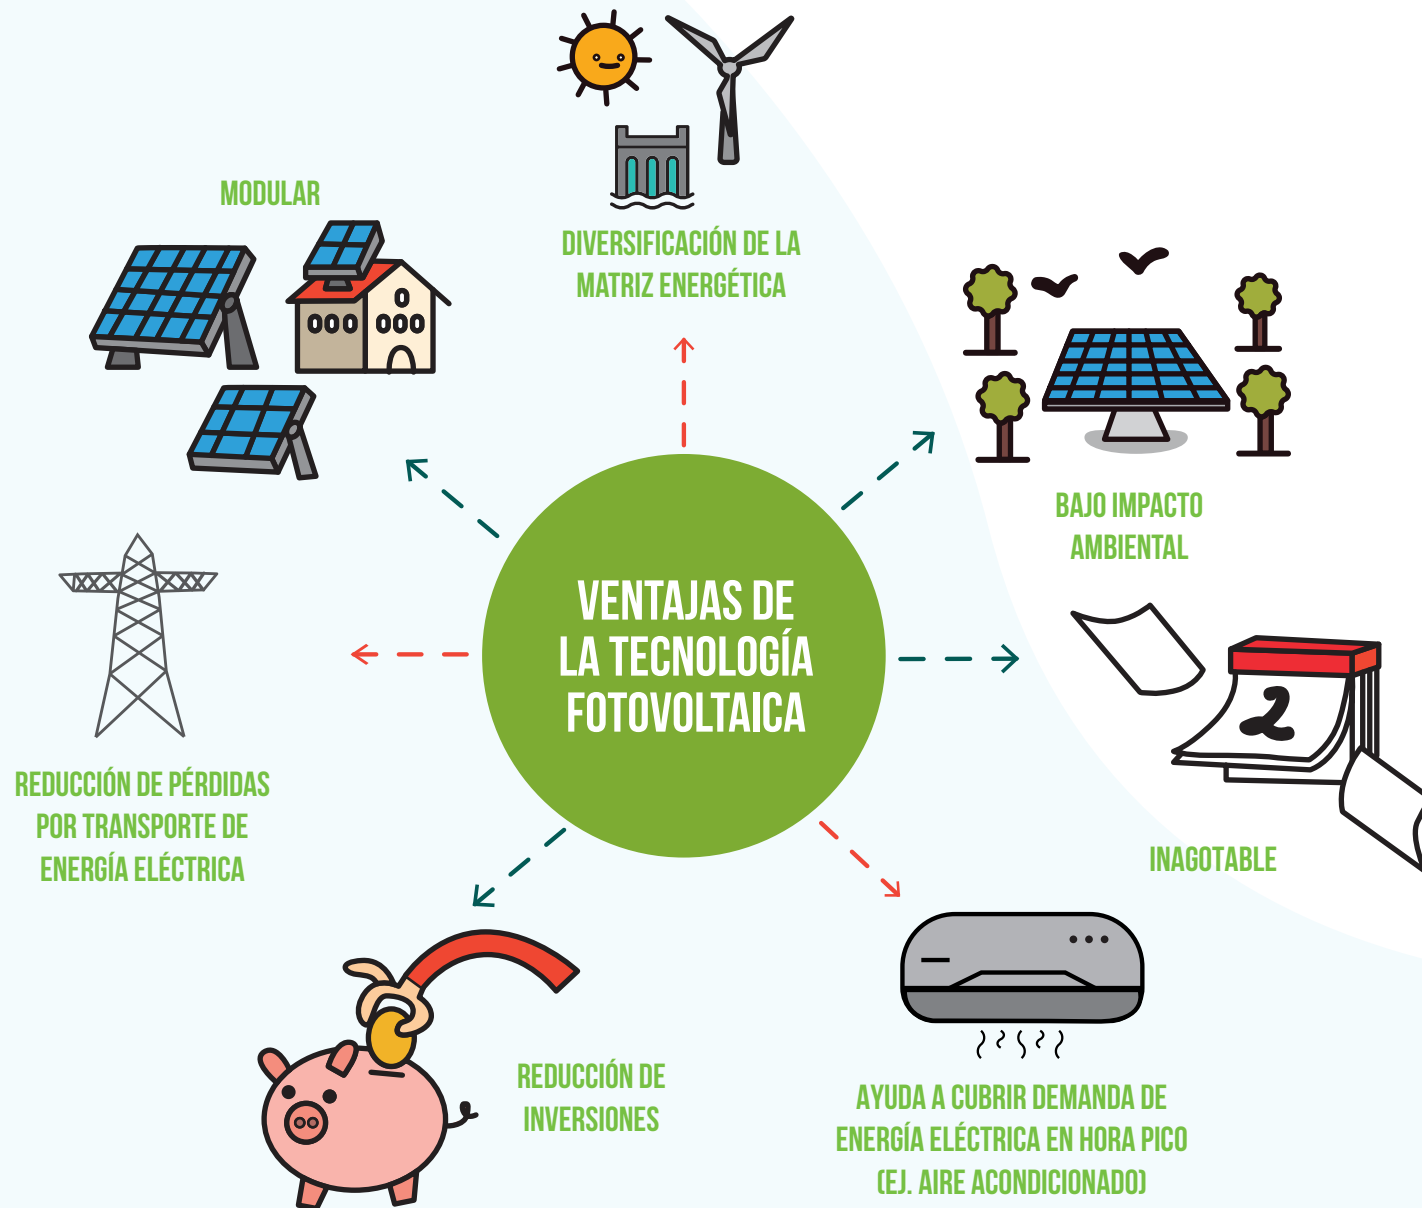 MODULAR
DIVERSIFICACIÓN DE LA
MATRIZ ENERGÉTICA
BAJO IMPACTO
AMBIENTAL
VENTAJAS DE
LA TECNOLOGÍA
FOTOVOLTAICA
2
INAGOTABLE
REDUCCIÓN DE PÉRDIDAS
POR TRANSPORTE DE
ENERGÍA ELÉCTRICA
REDUCCIÓN DE
INVERSIONES
AYUDA A CUBRIR DEMANDA DE
ENERGÍA ELÉCTRICA EN HORA PICO
(EJ. AIRE ACONDICIONADO)